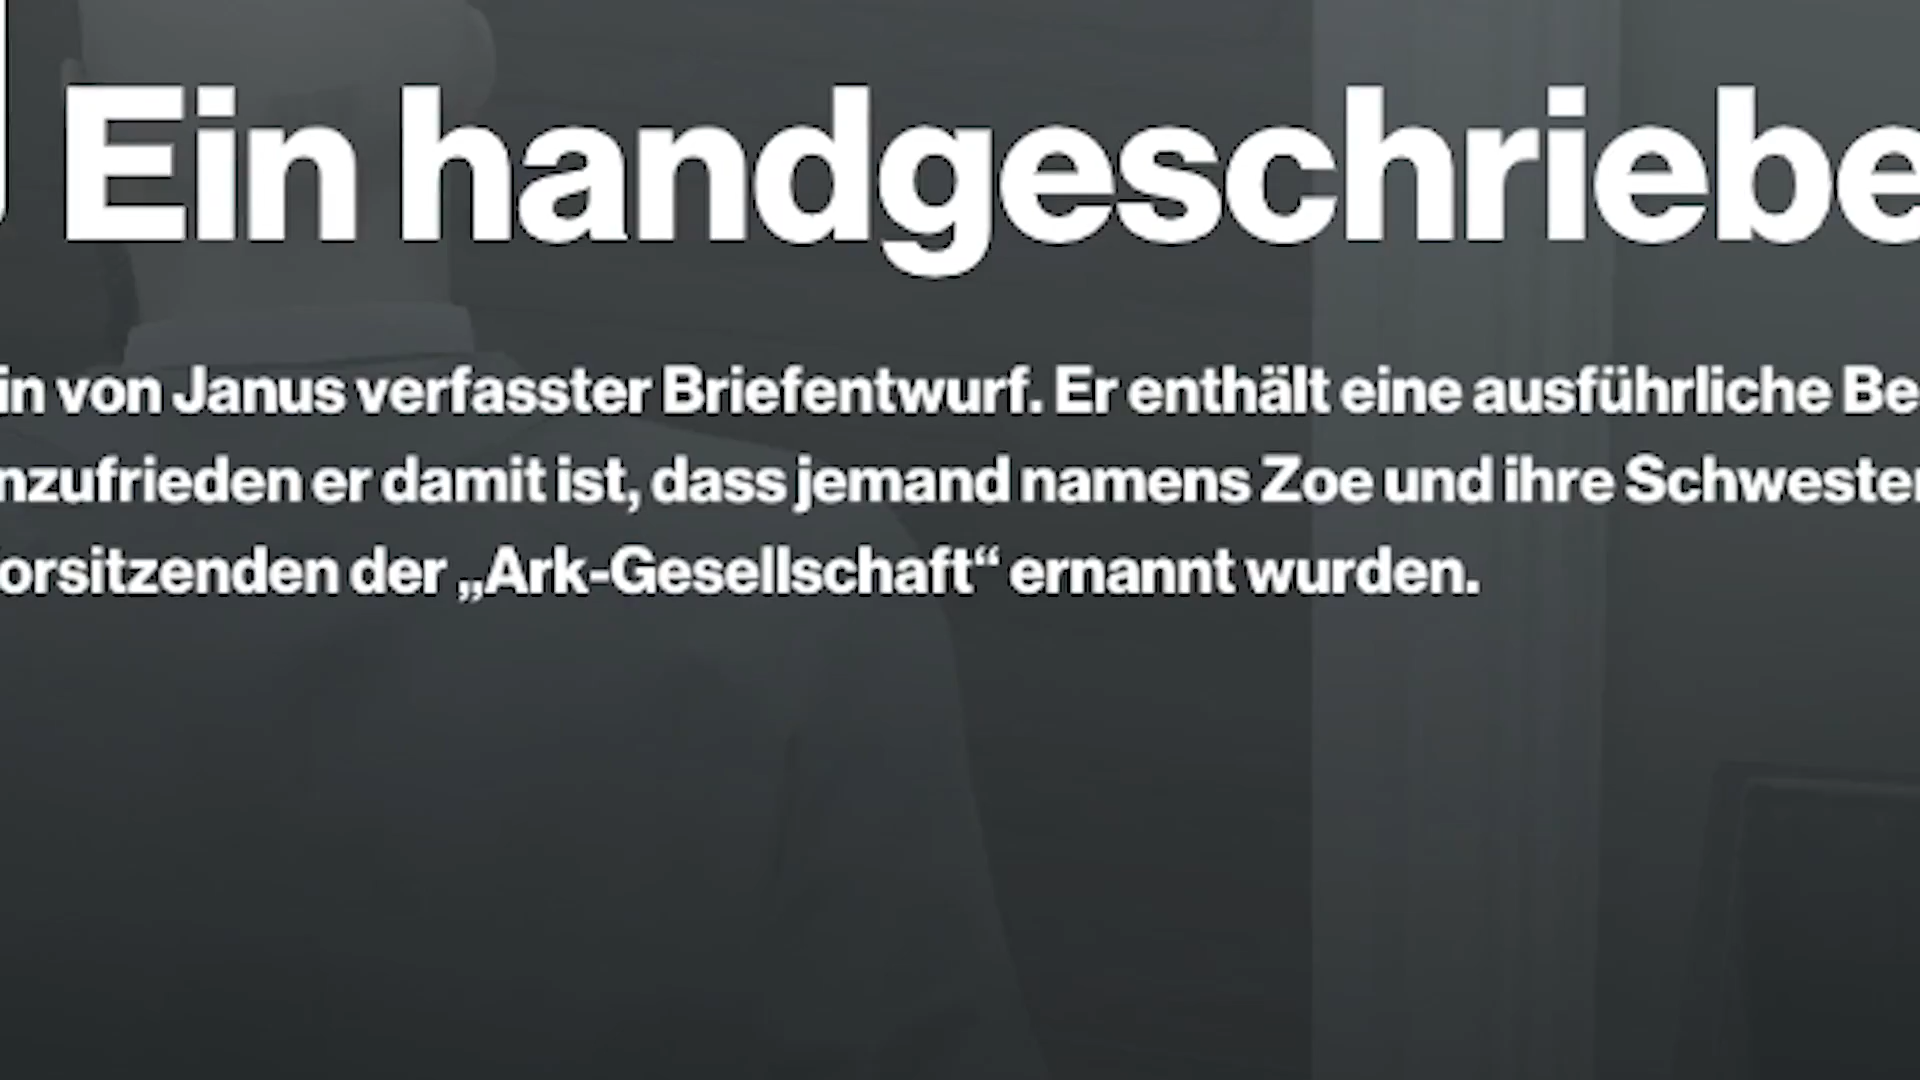 Ein handgeschriebe
in von Janus verfasster Briefentwurf. Er enthält eine ausführliche Be
nzufrieden er damit ist, dass jemand namens Zoe und ihre Schwester
orsitzenden der „Ark-Gesellschaft“ ernannt wurden.